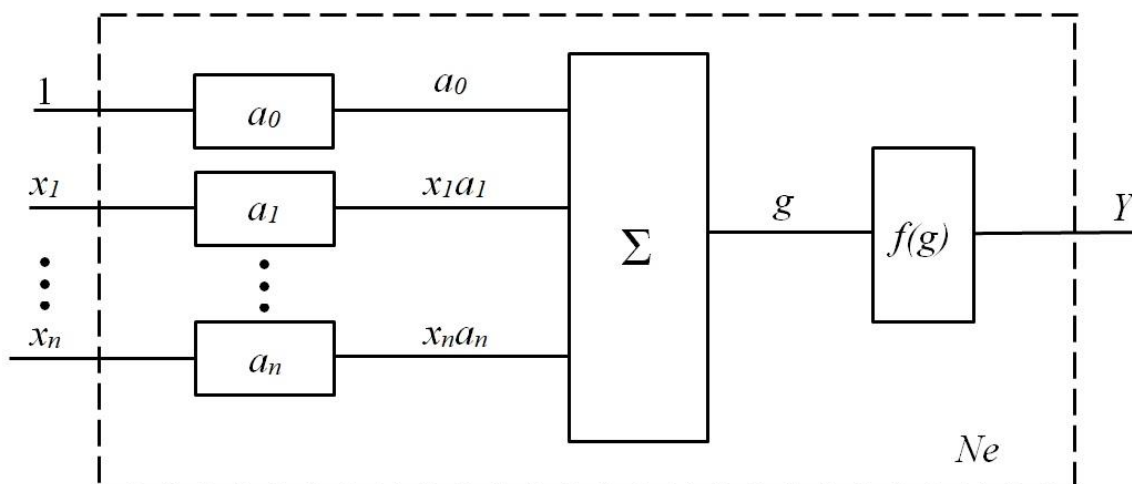 1 a₀ a₀
x₁ a₁ x₁a₁
Σ g f(g) Y
xₙ aₙ xₙaₙ
Ne